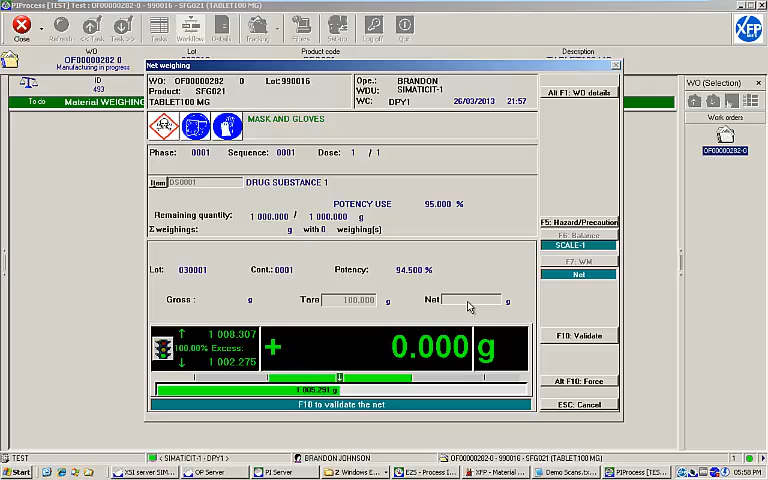 PIProcess [TEST] Test : OF00000282-0 - 990016 - SFG021 (TABLET100 MG)
Close Refresh <<Task Task>> Tasks Workflow Details Tracking Flues Set-up Log off Quit
XFP
WO Lot Product code Description
OF00000282 0
Manufacturing in progress
ID
493
To do Material WEIGHING
Net weighing
WO: OF00000282 0 Lot:990016
Product: SFG021
TABLET100 MG
Ope.: BRANDON
WDU: SIMATICIT-1
WC: DPY1 26/03/2013 21:57
Alt F1: WO details
MASK AND GLOVES
Phase: 0001 Sequence: 0001 Dose: 1 / 1
Item DS0001 DRUG SUBSTANCE 1
POTENCY USE 95.000 %
Remaining quantity: 1 000.000 / 1 000.000 g
Σ weighings: g with 0 weighing(s)
F5: Hazard/Precaution
F6: Balance
SCALE-1
F7: WM
Net
Lot: 030001 Cont.:0001 Potency: 94.500 %
Gross : g Tare 100.000 g Net g
1 008.307
100.00% Excess:
1 002.275
+ 0.000 g
1 005.291 g
F10 to validate the net
F10: Validate
Alt F10: Force
ESC: Cancel
WO (Selection)
Work orders
OF00000282-0
TEST < SIMATICIT-1 - DPY1 > BRANDON JOHNSON OF00000282-0 - 990016 - SFG021 (TABLET100 MG) 1
Start XSI server SIM... OP Server PI Server 2 Windows E... E2S - Process I... XFP - Material ... Demo Scans.tx... PIProcess [TES... 05:58 PM